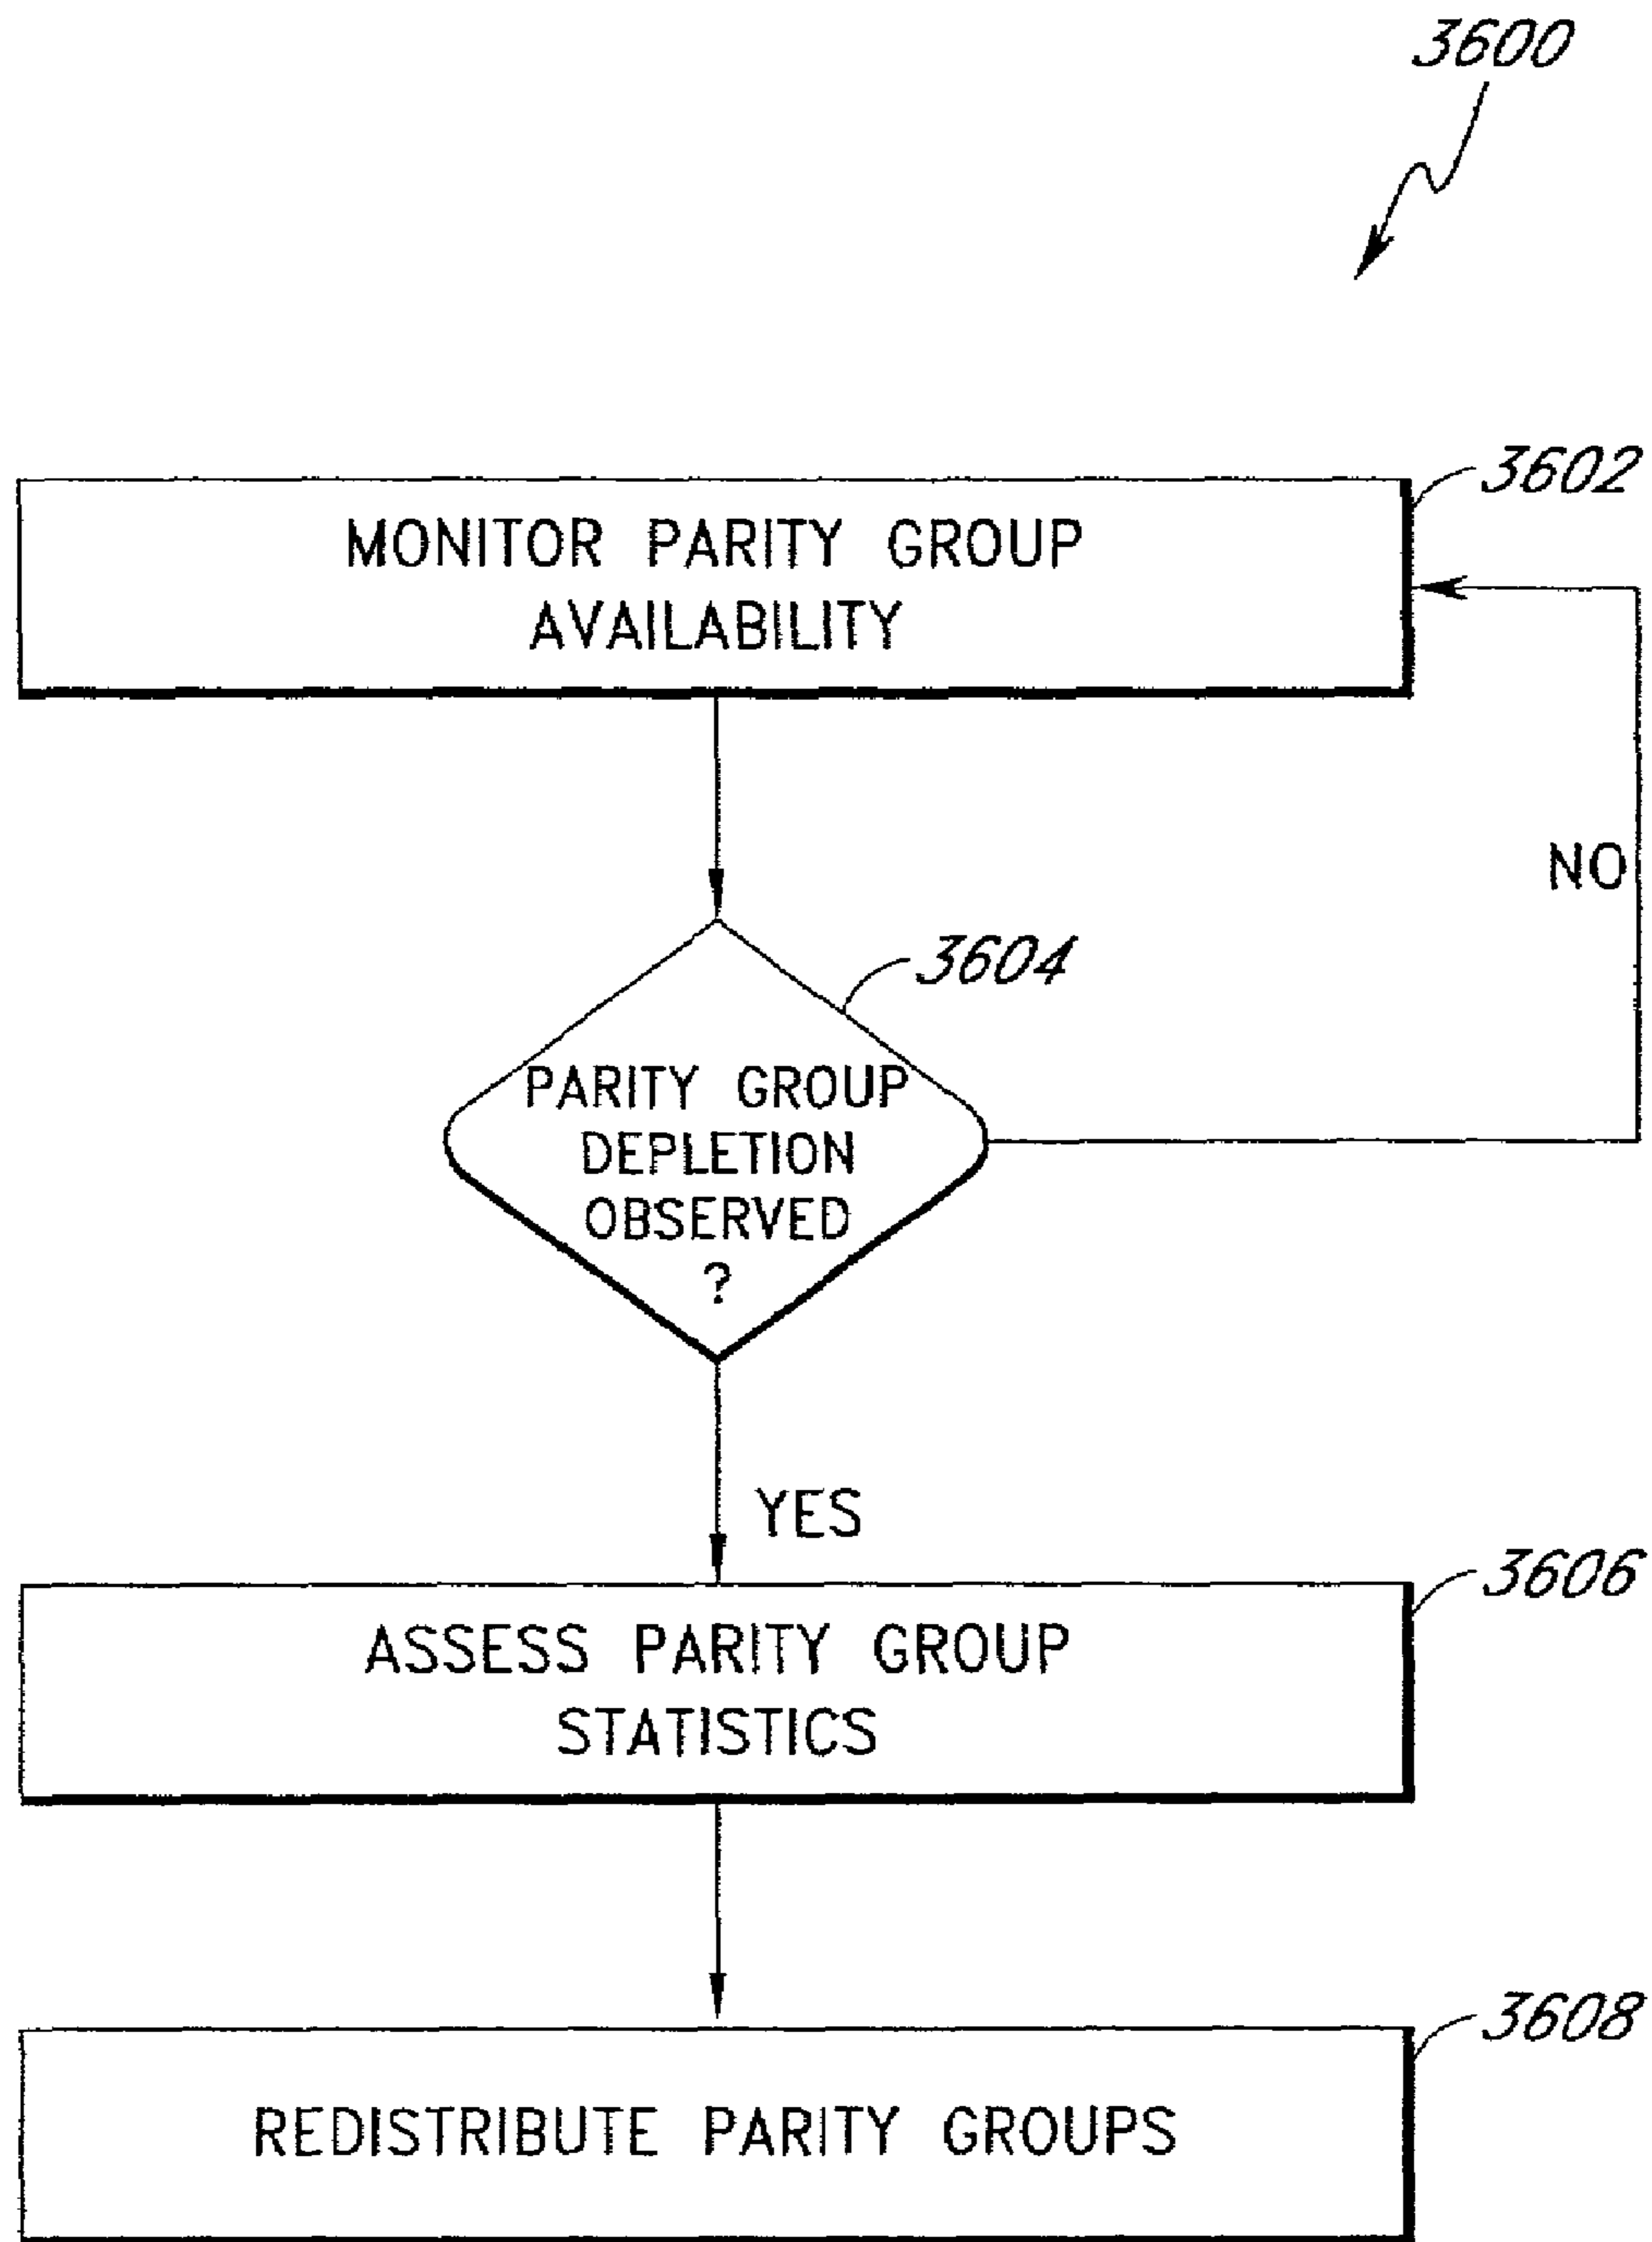 3600
3602
MONITOR PARITY GROUP
AVAILABILITY
NO
3604
PARITY GROUP
DEPLETION
OBSERVED
?
YES
3606
ASSESS PARITY GROUP
STATISTICS
3608
REDISTRIBUTE PARITY GROUPS